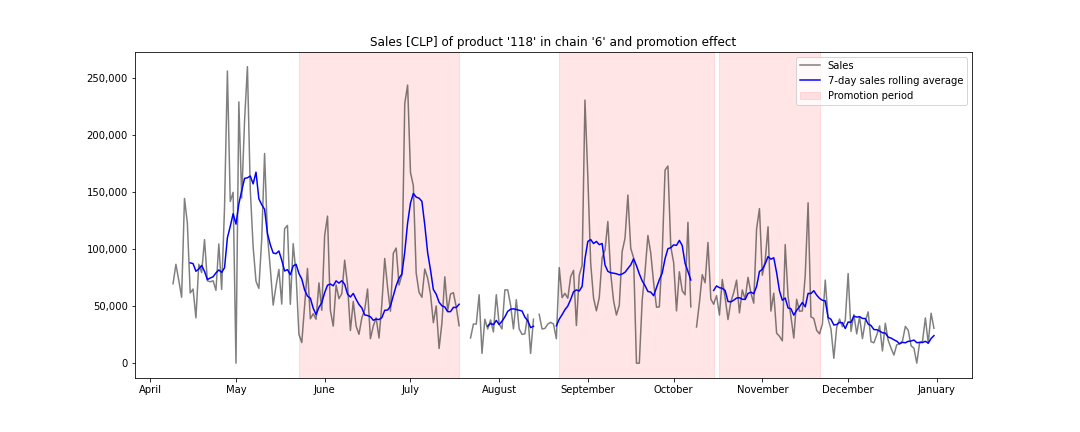 Sales [CLP] of product '118' in chain '6' and promotion effect
Sales
7-day sales rolling average
Promotion period
250,000
200,000
150,000
100,000
50,000
0
April May June July August September October November December January